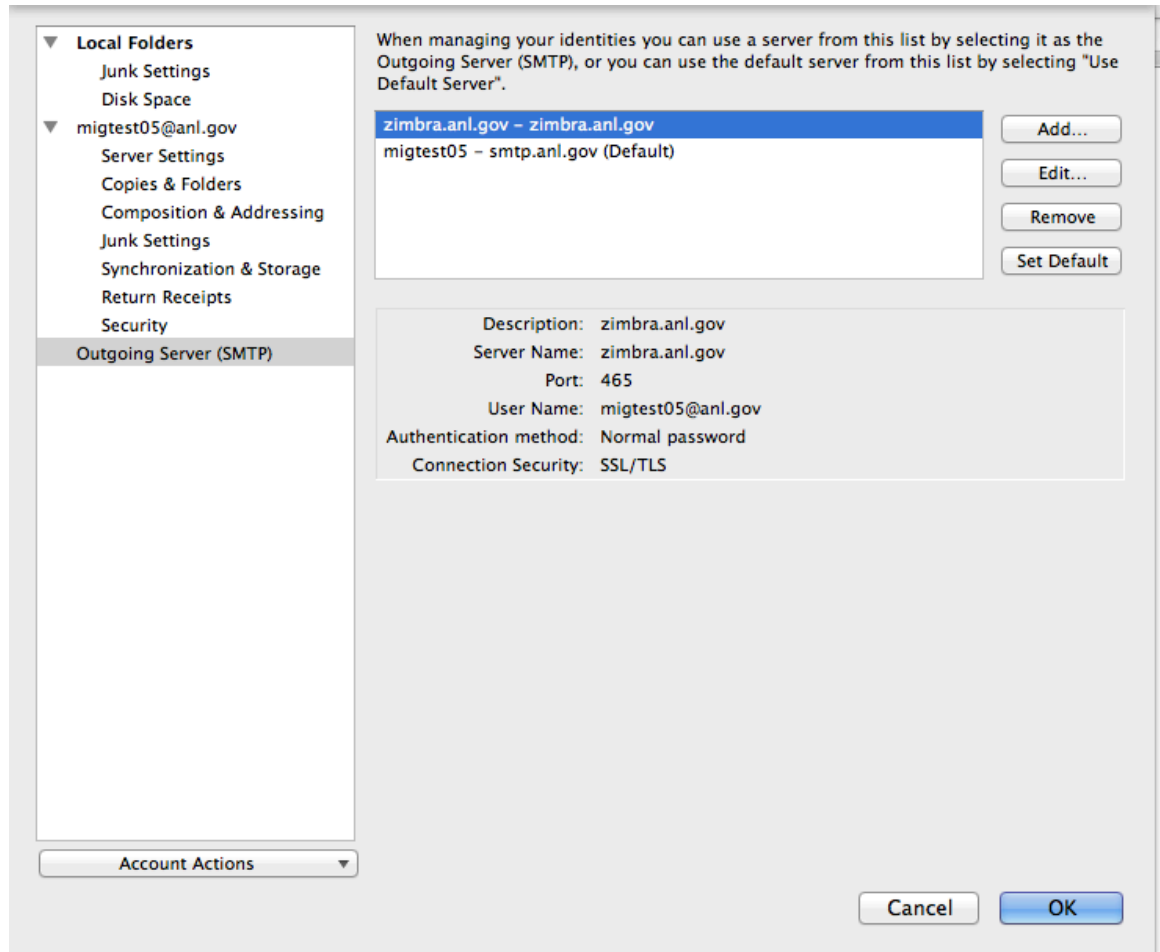 Local Folders
Junk Settings
Disk Space
migtest05@anl.gov
Server Settings
Copies & Folders
Composition & Addressing
Junk Settings
Synchronization & Storage
Return Receipts
Security
Outgoing Server (SMTP)
Account Actions
When managing your identities you can use a server from this list by selecting it as the
Outgoing Server (SMTP), or you can use the default server from this list by selecting "Use
Default Server".
zimbra.anl.gov – zimbra.anl.gov
migtest05 – smtp.anl.gov (Default)
Add...
Edit...
Remove
Set Default
Description: zimbra.anl.gov
Server Name: zimbra.anl.gov
Port: 465
User Name: migtest05@anl.gov
Authentication method: Normal password
Connection Security: SSL/TLS
Cancel
OK